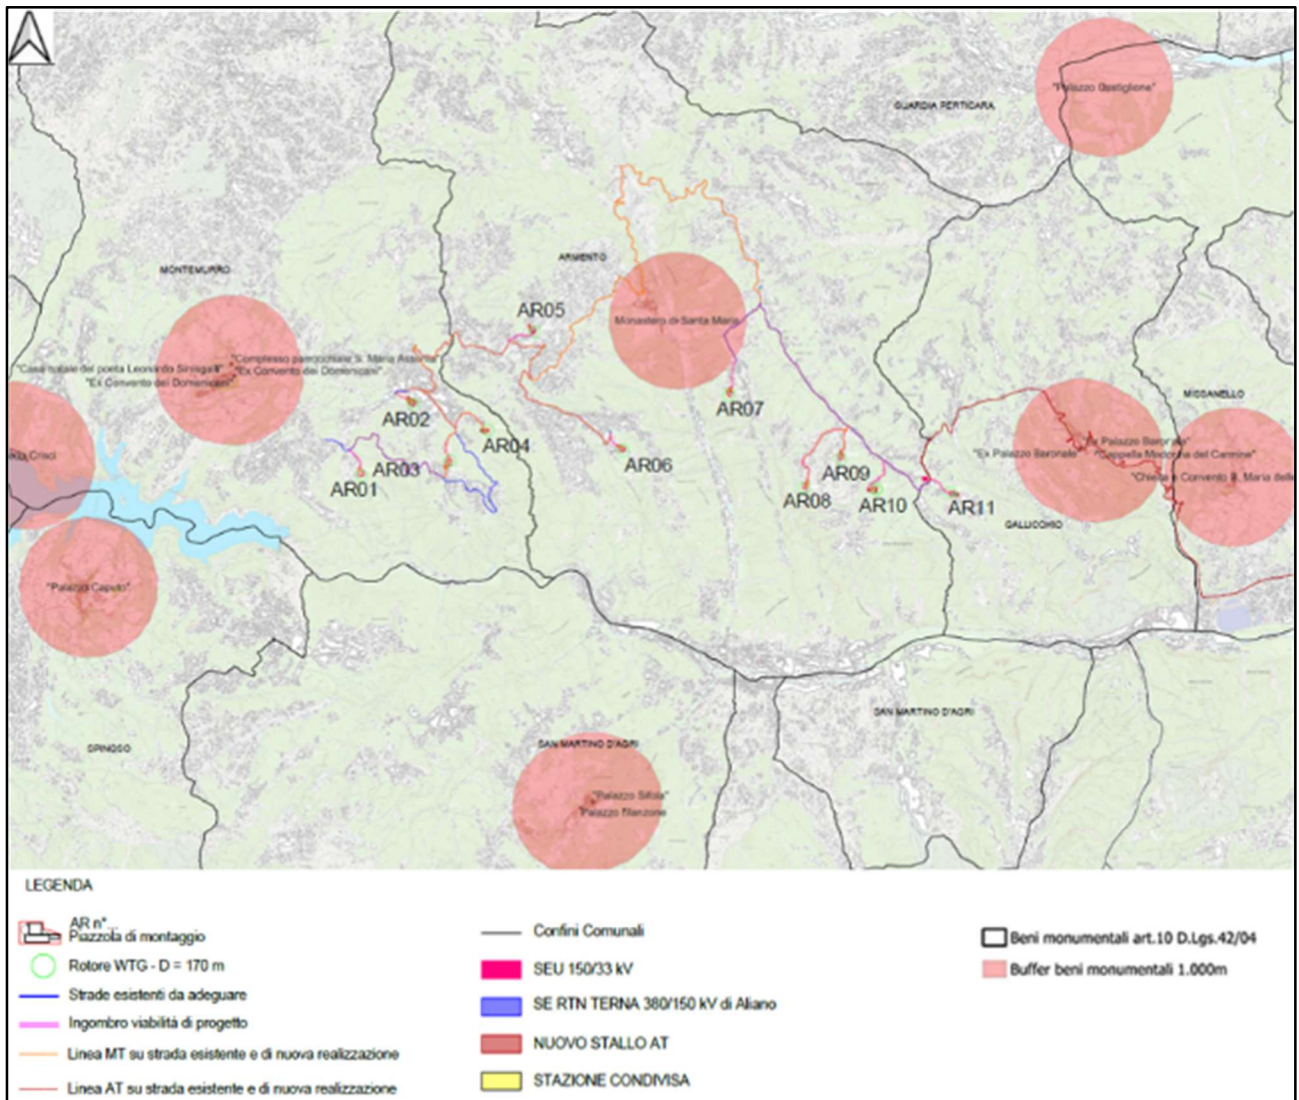 "Palazzo Castiglione"
GUARDIA PERTICARA
ARMENTO
MONTEMURRO
AR05
Monastero di Santa Maria
"Complesso parrocchiale S. Maria Assunta"
"Casa natale del poeta Leonardo Sinisgalli"
"Ex Convento dei Domenicani"
"Ex Convento dei Domenicani"
AR02
AR07
MISSANELLO
AR04
"Ex Palazzo Baronale"
"Ex Palazzo Baronale"
"Cappella Madonna del Carmine"
Crisci
AR03
AR06
AR09
"Chiesa e Convento S. Maria delle
AR01
AR08
AR10
AR11
GALLICCHIO
"Palazzo Caputo"
SAN MARTINO D'AGRI
SPINOSO
SAN MARTINO D'AGRI
"Palazzo Sifola"
LEGENDA
AR n°...
Piazzola di montaggio
Rotore WTG - D = 170 m
Strade esistenti da adeguare
Ingombro viabilità di progetto
Linea MT su strada esistente e di nuova realizzazione
Linea AT su strada esistente e di nuova realizzazione
Confini Comunali
SEU 150/33 kV
SE RTN TERNA 380/150 kV di Aliano
NUOVO STALLO AT
STAZIONE CONDIVISA
Beni monumentali art.10 D.Lgs.42/04
Buffer beni monumentali 1.000m